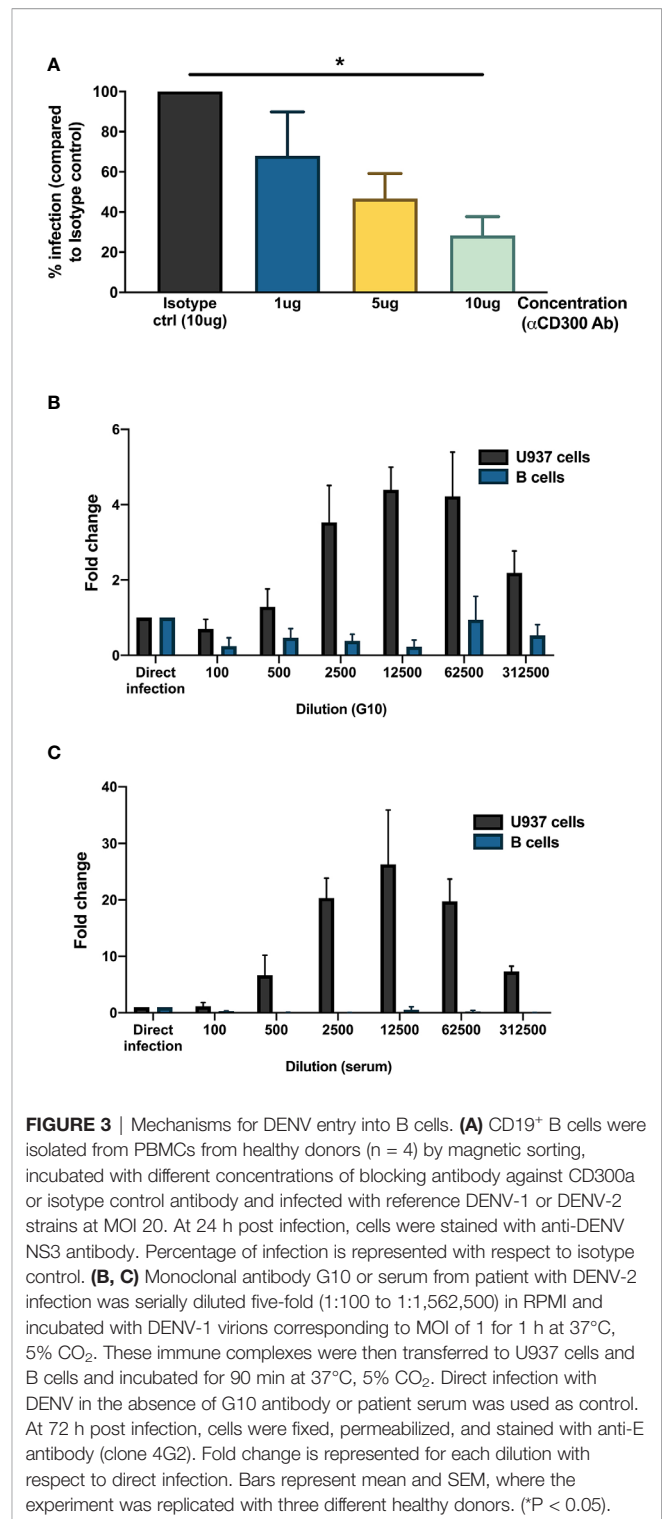 A
*
% infection (compared
to Isotype control)
100
80
60
40
20
0
Isotype
ctrl (10ug)
1ug
5ug
10ug
Concentration
(αCD300 Ab)
B
Fold change
6
4
2
0
U937 cells
B cells
Direct
infection
100
500
2500
12500
62500
312500
Dilution (G10)
C
Fold change
40
30
20
10
0
U937 cells
B cells
Direct
infection
100
500
2500
12500
62500
312500
Dilution (serum)
FIGURE 3 | Mechanisms for DENV entry into B cells. (A) CD19⁺ B cells were
isolated from PBMCs from healthy donors (n = 4) by magnetic sorting,
incubated with different concentrations of blocking antibody against CD300a
or isotype control antibody and infected with reference DENV-1 or DENV-2
strains at MOI 20. At 24 h post infection, cells were stained with anti-DENV
NS3 antibody. Percentage of infection is represented with respect to isotype
control. (B, C) Monoclonal antibody G10 or serum from patient with DENV-2
infection was serially diluted five-fold (1:100 to 1:1,562,500) in RPMI and
incubated with DENV-1 virions corresponding to MOI of 1 for 1 h at 37°C,
5% CO₂. These immune complexes were then transferred to U937 cells and
B cells and incubated for 90 min at 37°C, 5% CO₂. Direct infection with
DENV in the absence of G10 antibody or patient serum was used as control.
At 72 h post infection, cells were fixed, permeabilized, and stained with anti-E
antibody (clone 4G2). Fold change is represented for each dilution with
respect to direct infection. Bars represent mean and SEM, where the
experiment was replicated with three different healthy donors. (*P < 0.05).